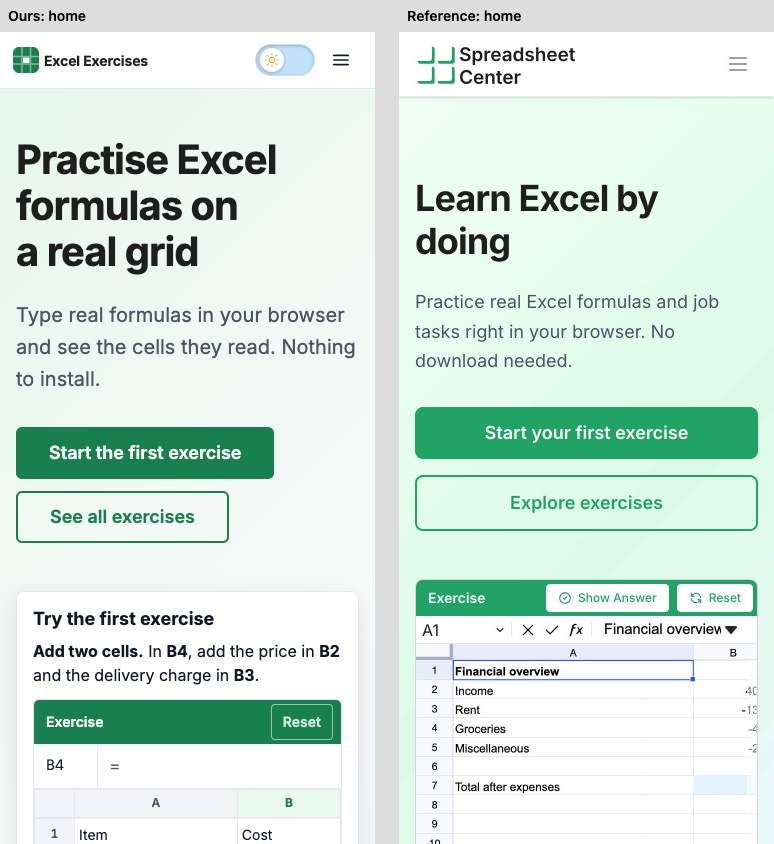 Ours: home
Excel Exercises
Practise Excel
formulas on
a real grid
Type real formulas in your browser
and see the cells they read. Nothing
to install.
Start the first exercise
See all exercises
Try the first exercise
Add two cells. In B4, add the price in B2
and the delivery charge in B3.
Exercise
Reset
B4
=
A
B
1
Item
Cost
Reference: home
Spreadsheet
Center
Learn Excel by
doing
Practice real Excel formulas and job
tasks right in your browser. No
download needed.
Start your first exercise
Explore exercises
Exercise
Show Answer
Reset
A1
fx
Financial overview
A
B
1
Financial overview
2
Income
40
3
Rent
-13
4
Groceries
-4
5
Miscellaneous
-2
6
7
Total after expenses
8
9
10